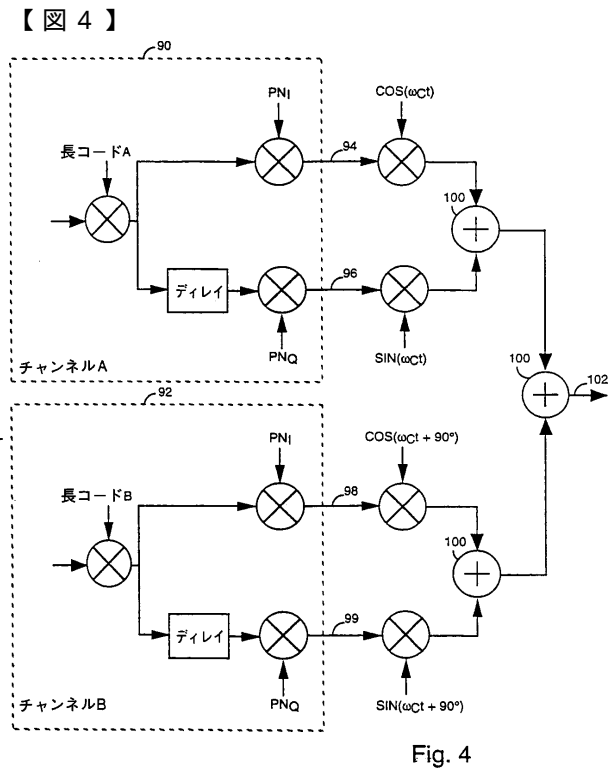 【図4】
90
PNI
COS(ωCt)
長コードA
94
100
ディレイ
96
PNQ
SIN(ωCt)
チャンネルA
100
102
92
PNI
COS(ωCt + 90°)
長コードB
98
100
ディレイ
99
PNQ
SIN(ωCt + 90°)
チャンネルB
Fig. 4